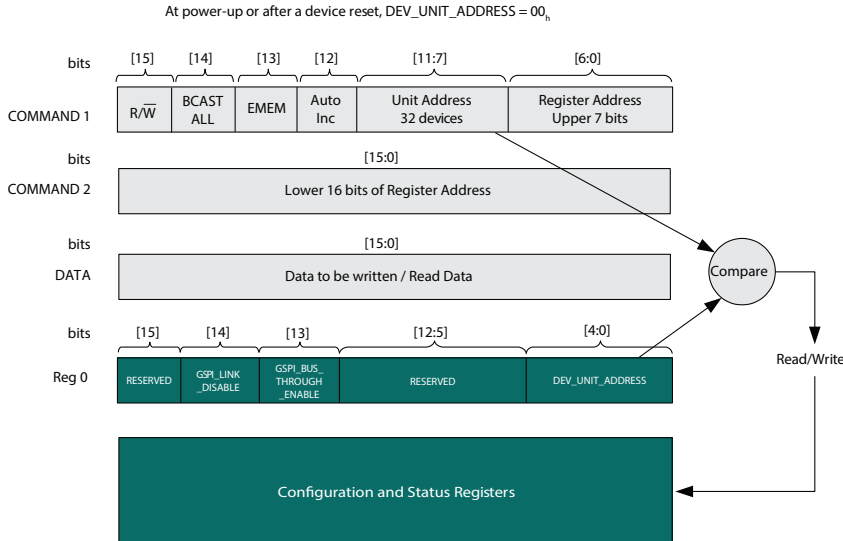 At power-up or after a device reset, DEV_UNIT_ADDRESS = 00h
bits [15] [14] [13] [12] [11:7] [6:0]
COMMAND 1 R/W̅ BCAST ALL EMEM Auto Inc Unit Address 32 devices Register Address Upper 7 bits
bits [15:0]
COMMAND 2 Lower 16 bits of Register Address
bits [15:0]
DATA Data to be written / Read Data
Compare
bits [15] [14] [13] [12:5] [4:0]
Read/Write
Reg 0 RESERVED GSPI_LINK _DISABLE GSPI_BUS_ THROUGH _ENABLE RESERVED DEV_UNIT_ADDRESS
Configuration and Status Registers